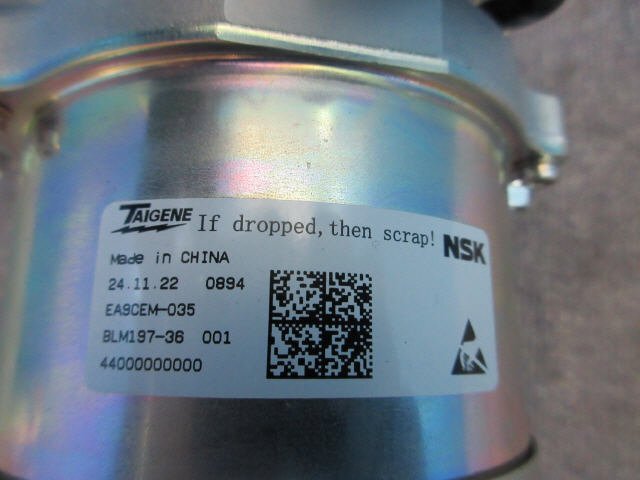 TAIGENE If dropped, then scrap! NSK
Made in CHINA
24.11.22 0894
EA9CEM-035
BLM197-36 001
44000000000